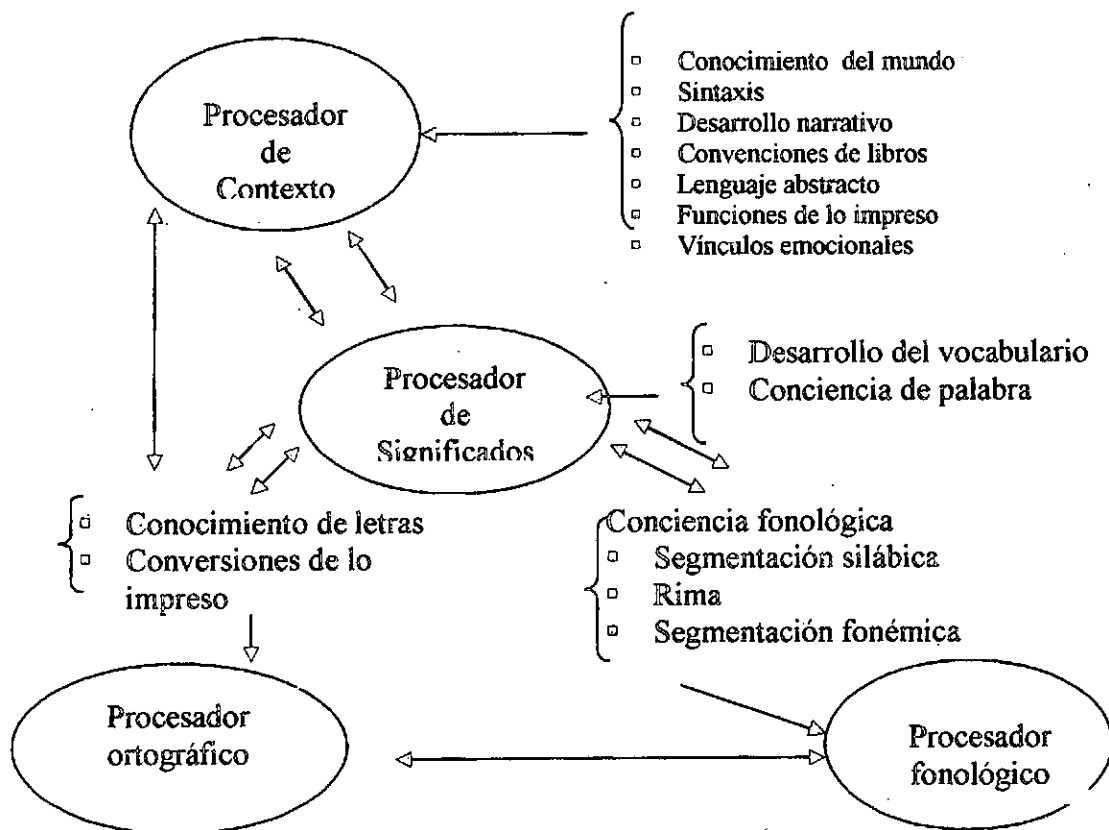 Procesador
de
Contexto
▫ Conocimiento del mundo
▫ Sintaxis
▫ Desarrollo narrativo
▫ Convenciones de libros
▫ Lenguaje abstracto
▫ Funciones de lo impreso
▫ Vínculos emocionales
Procesador
de
Significados
▫ Desarrollo del vocabulario
▫ Conciencia de palabra
▫ Conocimiento de letras
▫ Conversiones de lo
impreso
Conciencia fonológica
▫ Segmentación silábica
▫ Rima
▫ Segmentación fonémica
Procesador
ortográfico
Procesador
fonológico